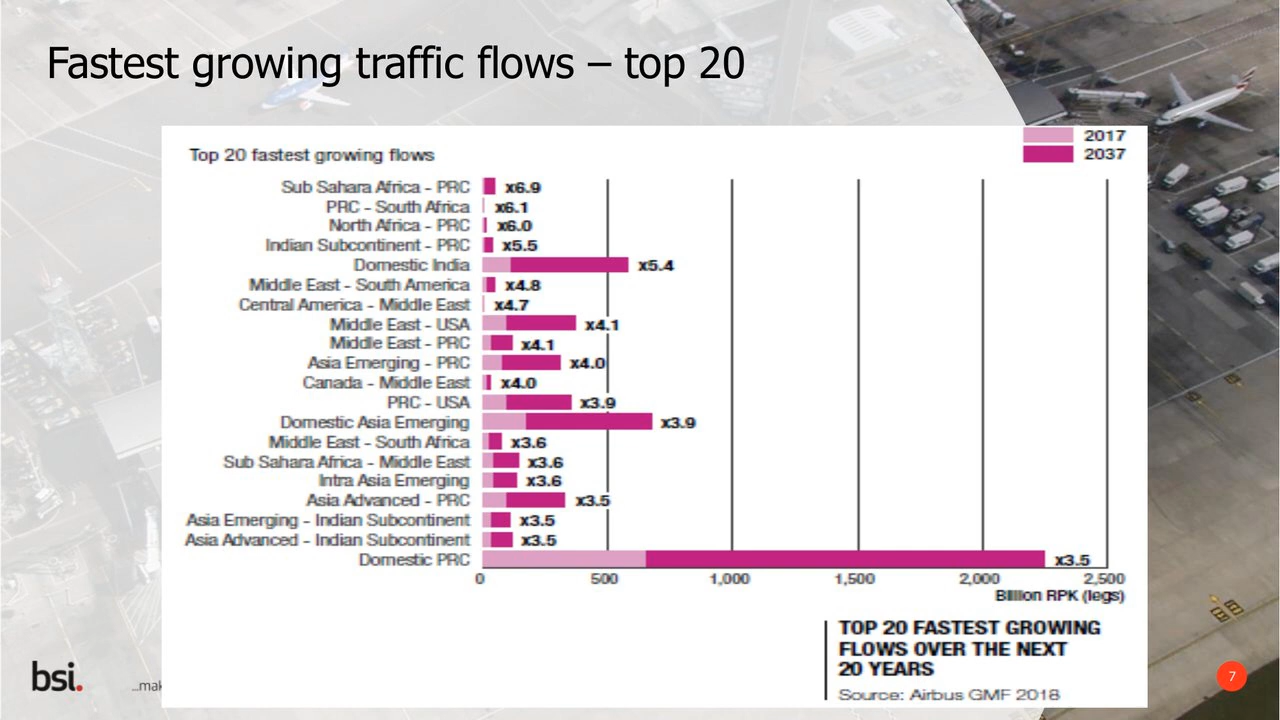 Fastest growing traffic flows – top 20
Top 20 fastest growing flows
2017
2037
Sub Sahara Africa - PRC x6.9
PRC - South Africa x6.1
North Africa - PRC x6.0
Indian Subcontinent - PRC x5.5
Domestic India x5.4
Middle East - South America x4.8
Central America - Middle East x4.7
Middle East - USA x4.1
Middle East - PRC x4.1
Asia Emerging - PRC x4.0
Canada - Middle East x4.0
PRC - USA x3.9
Domestic Asia Emerging x3.9
Middle East - South Africa x3.6
Sub Sahara Africa - Middle East x3.6
Intra Asia Emerging x3.6
Asia Advanced - PRC x3.5
Asia Emerging - Indian Subcontinent x3.5
Asia Advanced - Indian Subcontinent x3.5
Domestic PRC x3.5
0 500 1,000 1,500 2,000 2,500
Billion RPK (legs)
TOP 20 FASTEST GROWING
FLOWS OVER THE NEXT
20 YEARS
Source: Airbus GMF 2018
bsi.
...mak
7